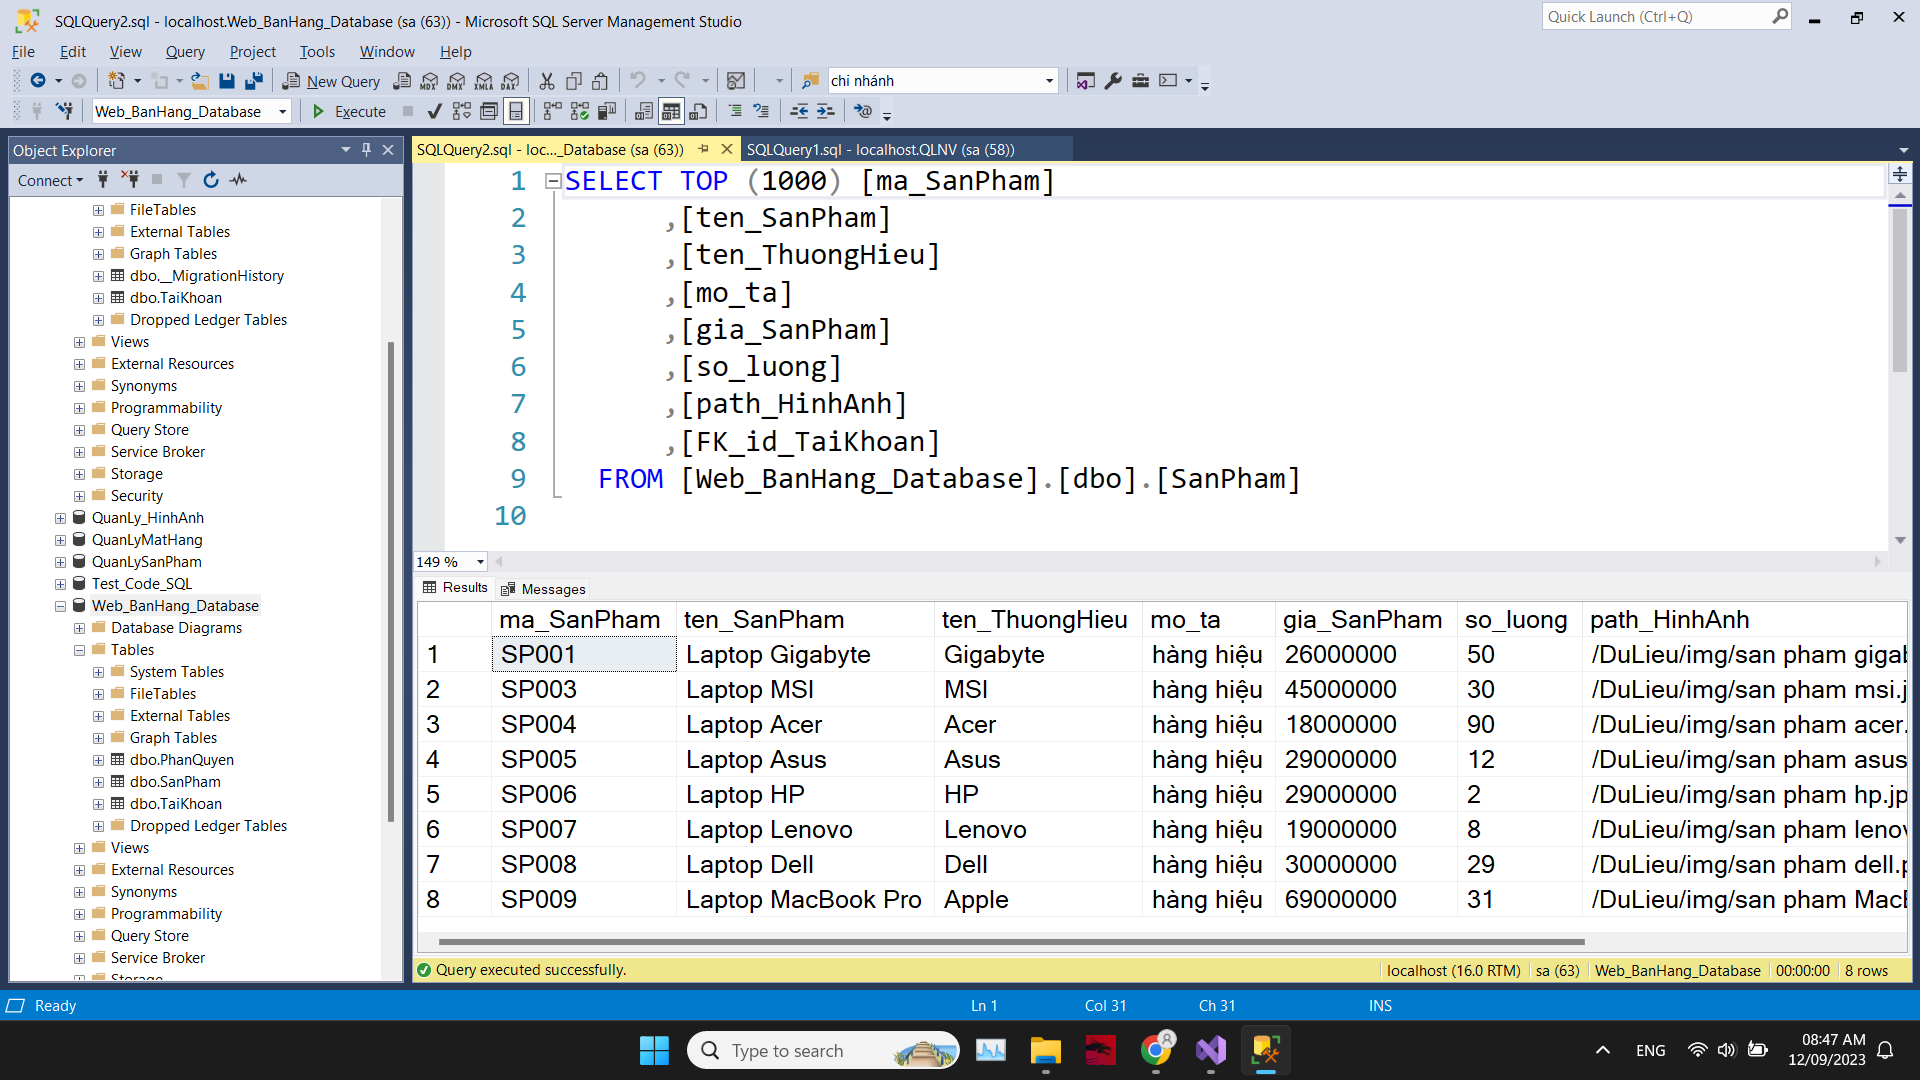 SQLQuery2.sql - localhost.Web_BanHang_Database (sa (63)) - Microsoft SQL Server Management Studio
Quick Launch (Ctrl+Q)
File Edit View Query Project Tools Window Help
New Query
MDX DMX XMLA DAX
chi nhánh
Web_BanHang_Database
Execute
Object Explorer
Connect
FileTables
External Tables
Graph Tables
dbo.__MigrationHistory
dbo.TaiKhoan
Dropped Ledger Tables
Views
External Resources
Synonyms
Programmability
Query Store
Service Broker
Storage
Security
QuanLy_HinhAnh
QuanLyMatHang
QuanLySanPham
Test_Code_SQL
Web_BanHang_Database
Database Diagrams
Tables
System Tables
FileTables
External Tables
Graph Tables
dbo.PhanQuyen
dbo.SanPham
dbo.TaiKhoan
Dropped Ledger Tables
Views
External Resources
Synonyms
Programmability
Query Store
Service Broker
Storage
SQLQuery2.sql - loc..._Database (sa (63)) SQLQuery1.sql - localhost.QLNV (sa (58))
1 SELECT TOP (1000) [ma_SanPham]
2 ,[ten_SanPham]
3 ,[ten_ThuongHieu]
4 ,[mo_ta]
5 ,[gia_SanPham]
6 ,[so_luong]
7 ,[path_HinhAnh]
8 ,[FK_id_TaiKhoan]
9 FROM [Web_BanHang_Database].[dbo].[SanPham]
10
149 %
Results Messages
ma_SanPham ten_SanPham ten_ThuongHieu mo_ta gia_SanPham so_luong path_HinhAnh
1 SP001 Laptop Gigabyte Gigabyte hàng hiệu 26000000 50 /DuLieu/img/san pham gigab
2 SP003 Laptop MSI MSI hàng hiệu 45000000 30 /DuLieu/img/san pham msi.j
3 SP004 Laptop Acer Acer hàng hiệu 18000000 90 /DuLieu/img/san pham acer.
4 SP005 Laptop Asus Asus hàng hiệu 29000000 12 /DuLieu/img/san pham asus
5 SP006 Laptop HP HP hàng hiệu 29000000 2 /DuLieu/img/san pham hp.jp
6 SP007 Laptop Lenovo Lenovo hàng hiệu 19000000 8 /DuLieu/img/san pham lenov
7 SP008 Laptop Dell Dell hàng hiệu 30000000 29 /DuLieu/img/san pham dell.p
8 SP009 Laptop MacBook Pro Apple hàng hiệu 69000000 31 /DuLieu/img/san pham MacB
Query executed successfully. localhost (16.0 RTM) sa (63) Web_BanHang_Database 00:00:00 8 rows
Ready Ln 1 Col 31 Ch 31 INS
Type to search
ENG
08:47 AM
12/09/2023